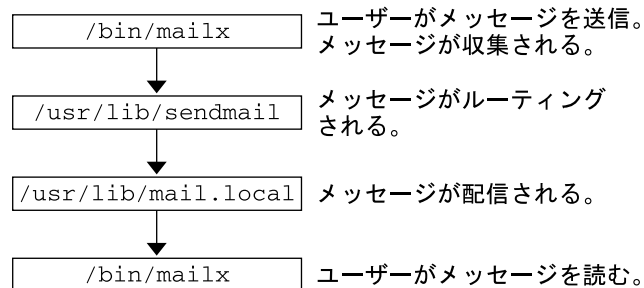 /bin/mailx
ユーザーがメッセージを送信。
メッセージが収集される。
/usr/lib/sendmail
メッセージがルーティング
される。
/usr/lib/mail.local
メッセージが配信される。
/bin/mailx
ユーザーがメッセージを読む。